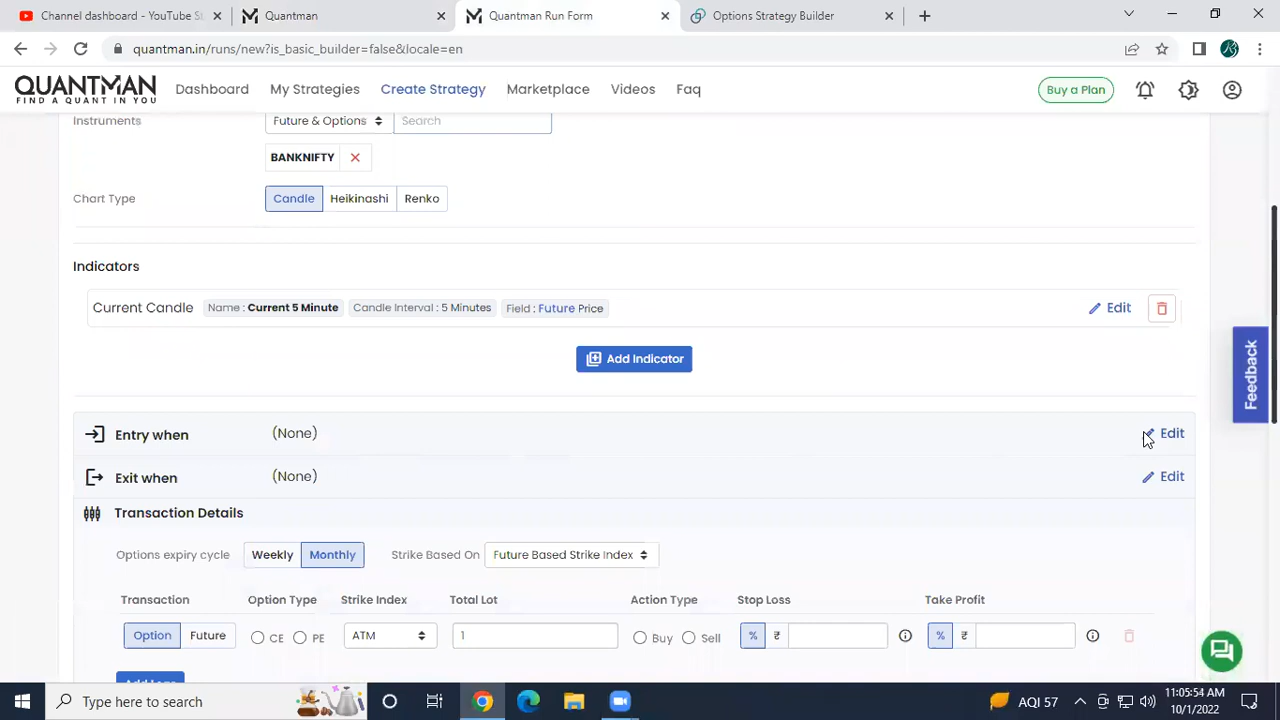 Channel dashboard - YouTube St
Quantman
Quantman Run Form
Options Strategy Builder
quantman.in/runs/new?is_basic_builder=false&locale=en
QUANTMAN
FIND A QUANT IN YOU
Dashboard
My Strategies
Create Strategy
Marketplace
Videos
Faq
Buy a Plan
Instruments
Future & Options
Search
BANKNIFTY
Chart Type
Candle
Heikinashi
Renko
Indicators
Current Candle
Name : Current 5 Minute
Candle Interval : 5 Minutes
Field : Future Price
Edit
Add Indicator
Feedback
Entry when
(None)
Edit
Exit when
(None)
Edit
Transaction Details
Options expiry cycle
Weekly
Monthly
Strike Based On
Future Based Strike Index
Transaction
Option Type
Strike Index
Total Lot
Action Type
Stop Loss
Take Profit
Option
Future
CE
PE
ATM
1
Buy
Sell
%
₹
%
₹
Type here to search
AQI 57
11:05:54 AM
10/1/2022